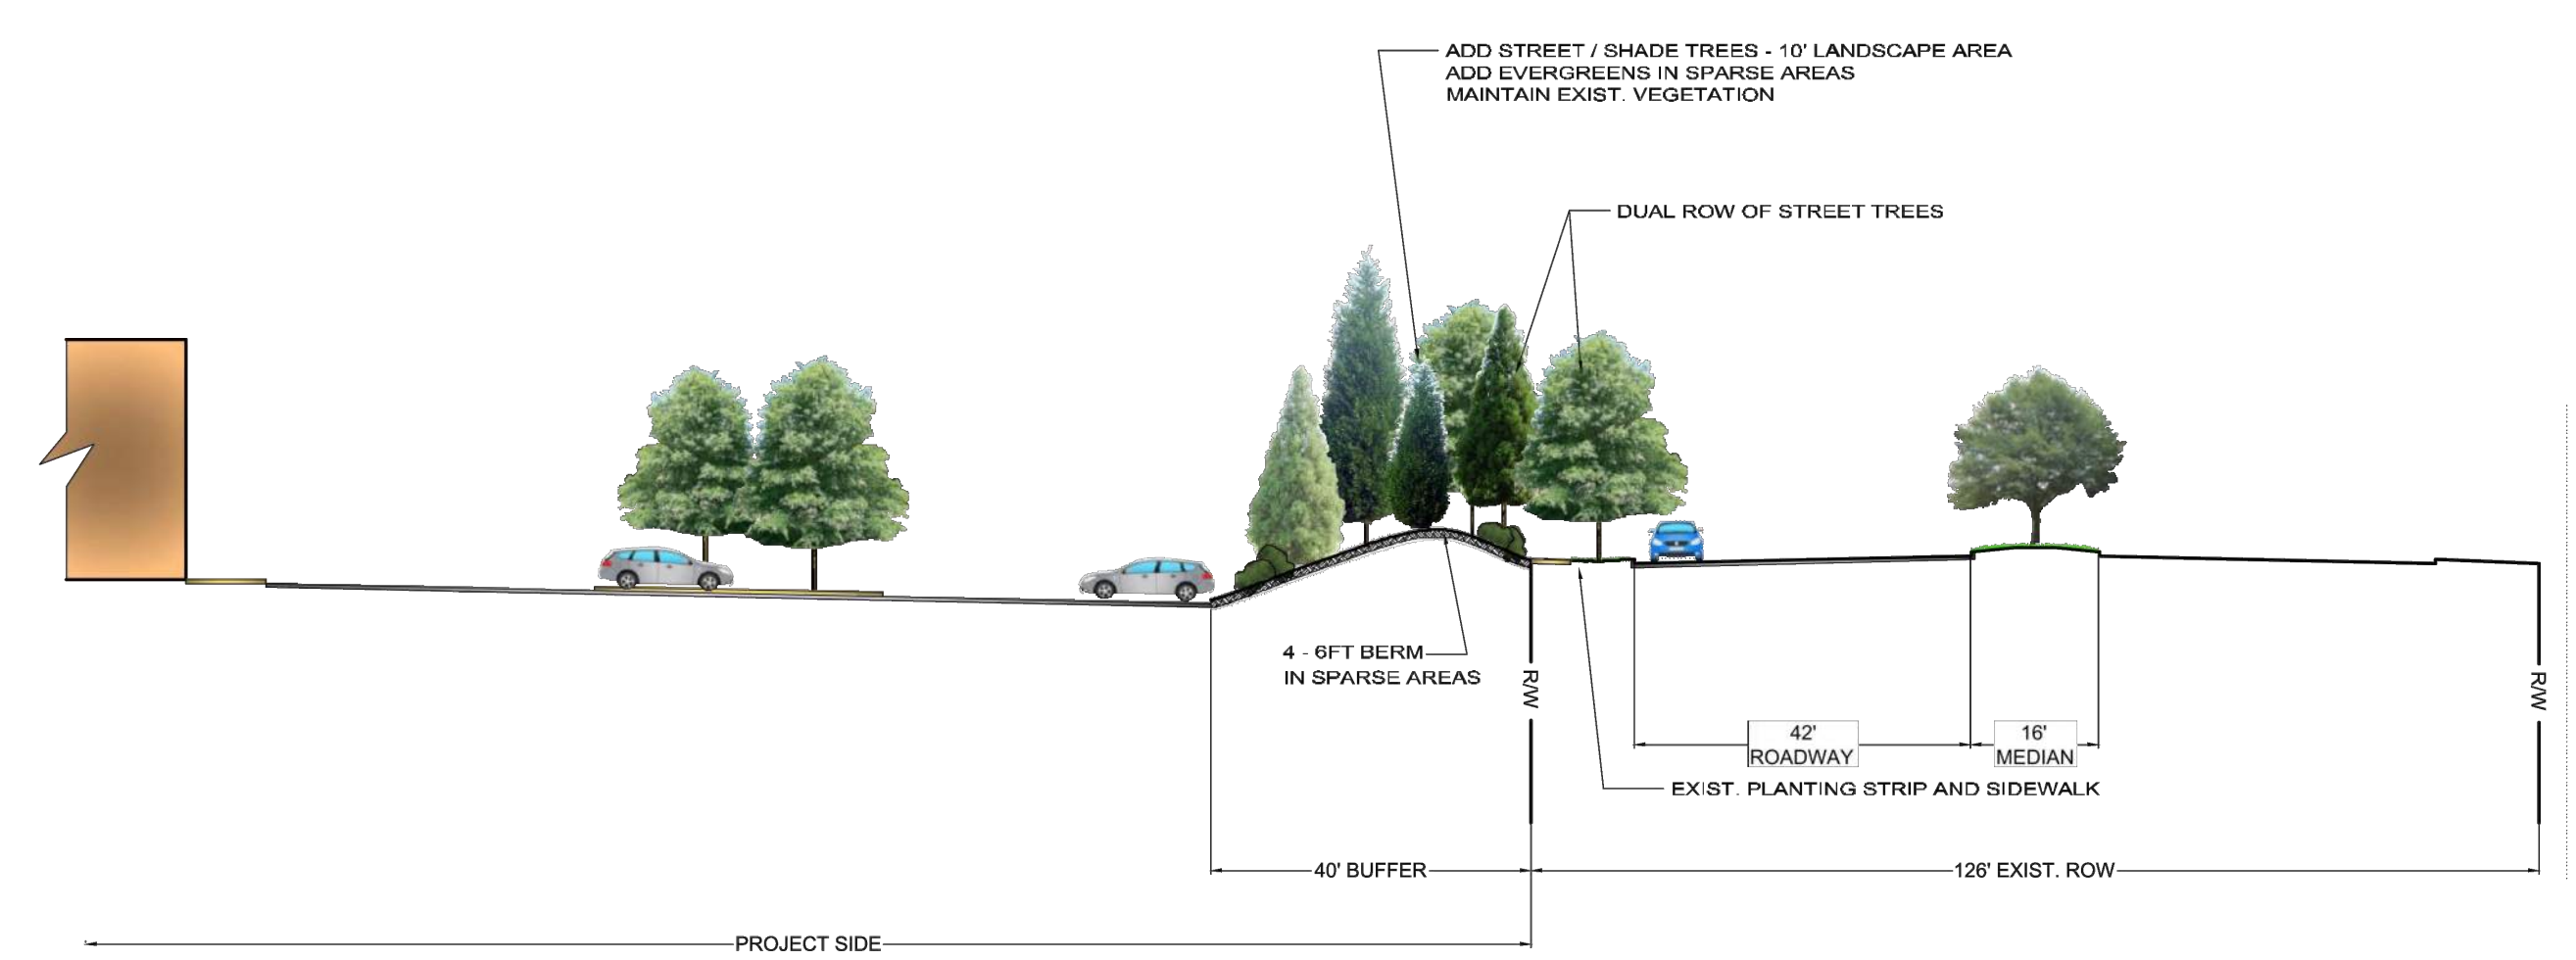 ADD STREET / SHADE TREES - 10' LANDSCAPE AREA
ADD EVERGREENS IN SPARSE AREAS
MAINTAIN EXIST. VEGETATION
DUAL ROW OF STREET TREES
4 - 6FT BERM
IN SPARSE AREAS
R/W
R/W
42'
ROADWAY
16'
MEDIAN
EXIST. PLANTING STRIP AND SIDEWALK
40' BUFFER
126' EXIST. ROW
PROJECT SIDE